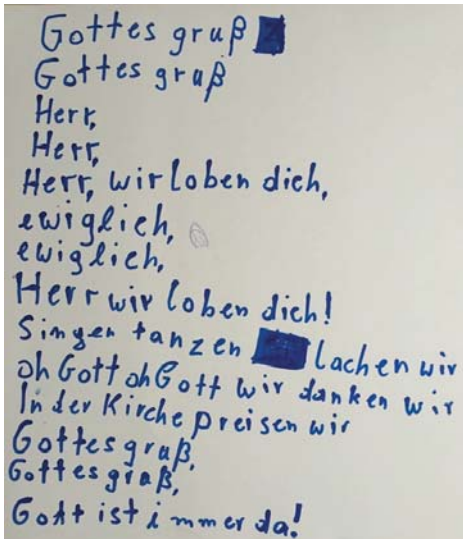 Gottes gruß
Gottes gruß
Herr,
Herr,
Herr, wir loben dich,
ewiglich,
ewiglich,
Herr wir loben dich!
Singen tanzen lachen wir
oh Gott oh Gott wir danken wir
In der Kirche preisen wir
Gottes gruß,
Gottes gruß,
Gott ist immer da!